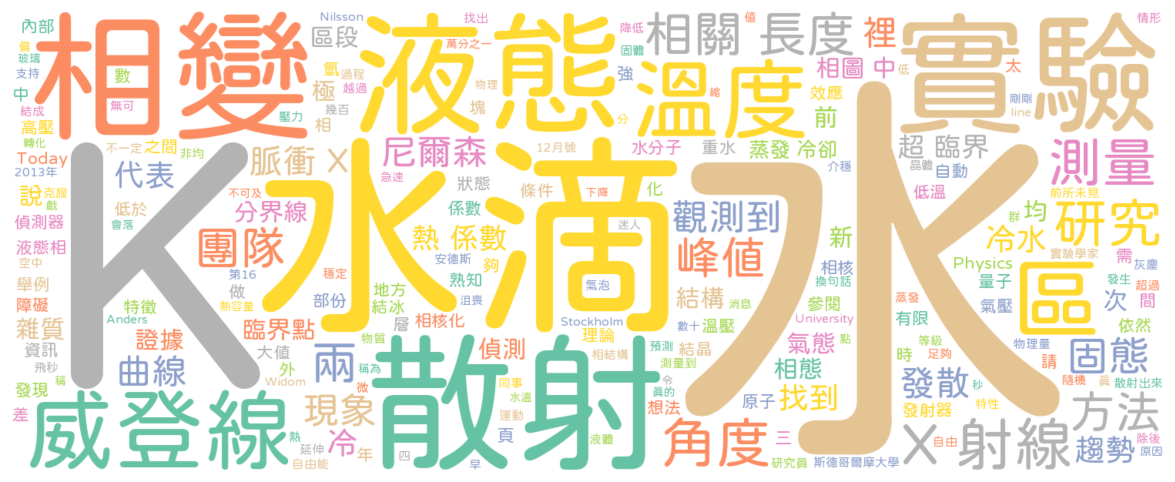 內部
Nilsson
找出
降低
值
情形
相變
液態
區段
萬分之一
相關 長度
裡
實驗
偏
玻璃
固體
支持
數
氫
過程
物理
強
溫度
相圖 中
低
太
中
無可
極
越過
縮
效應
剛剛
結成
幾百
塊
line
高壓
壓力
相
分
前
轉化
不一定
之間
非均
脈衝 X
尼爾森
12月號
水分子
重水
蒸發 冷卻
超 臨界
測量
Today
2013年
代表
急速
狀態
條件
化
介穩
晶體
自動
說
克服
戲
不可及
下降
低溫
前所未見
K
水滴
水
低於
分界線
係數
迷人
觀測到
群
均
研究
偵測器
會落
新
冷水
液態相
團隊
熱 係數
峰值
實驗學家
空中
第16
穩定
安德斯
夠
相核
Physics
需
灰塵
舉例
做
熟知
氣泡
換句話
量子
發生
障礙
特徵
熱容量
部份
地方
結冰
沮喪
結構
消息
參閱
蒸發
氣壓
超過
次
間
區
雜質
Anders
臨界點
層
相核化
Stockholm
數十
溫壓
University
有限
物理量
依然
證據
理論
資訊
大值
兩
物質
散射
偵測
相結構
預測
結晶
氣態
點
時
等級
請
固態
飛秒
曲線
外
稱為
測量到
相態
足夠
發現
稱
Widom
微
同事
令
真的
發散
秒
隨機
真
散射出來
威登線
現象
水溫
想法
原子
找到
發射器
特性
方法
差
熱
冷
年
運動
頁
角度
三
X 射線
自由
趨勢
除後
延伸
四
液體
原因
自由能
早
研究員
斯德哥爾摩大學